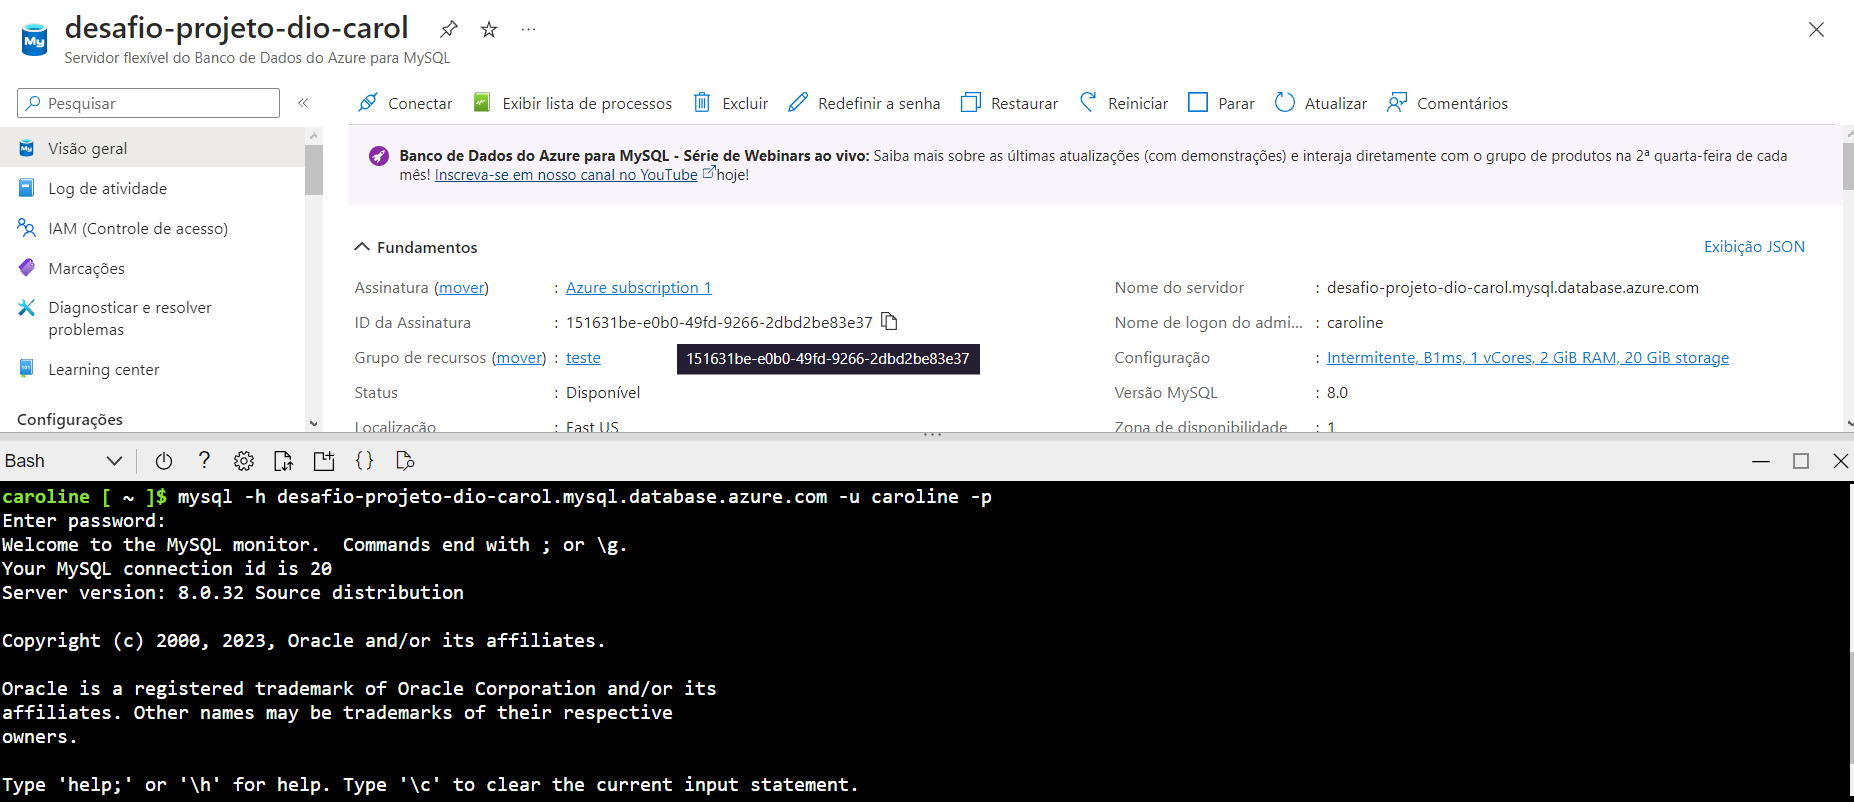 desafio-projeto-dio-carol
Servidor flexível do Banco de Dados do Azure para MySQL
Pesquisar
Conectar
Exibir lista de processos
Excluir
Redefinir a senha
Restaurar
Reiniciar
Parar
Atualizar
Comentários
Visão geral
Log de atividade
IAM (Controle de acesso)
Marcações
Diagnosticar e resolver
problemas
Learning center
Configurações
Banco de Dados do Azure para MySQL - Série de Webinars ao vivo: Saiba mais sobre as últimas atualizações (com demonstrações) e interaja diretamente com o grupo de produtos na 2ª quarta-feira de cada
mês! Inscreva-se em nosso canal no YouTube hoje!
Fundamentos
Exibição JSON
Assinatura (mover) : Azure subscription 1
ID da Assinatura : 151631be-e0b0-49fd-9266-2dbd2be83e37
Grupo de recursos (mover) : teste
151631be-e0b0-49fd-9266-2dbd2be83e37
Status : Disponível
Localização : East US
Nome do servidor : desafio-projeto-dio-carol.mysql.database.azure.com
Nome de logon do admi... : caroline
Configuração : Intermitente, B1ms, 1 vCores, 2 GiB RAM, 20 GiB storage
Versão MySQL : 8.0
Zona de disponibilidade : 1
Bash
caroline [ ~ ]$ mysql -h desafio-projeto-dio-carol.mysql.database.azure.com -u caroline -p
Enter password:
Welcome to the MySQL monitor.  Commands end with ; or \g.
Your MySQL connection id is 20
Server version: 8.0.32 Source distribution
Copyright (c) 2000, 2023, Oracle and/or its affiliates.
Oracle is a registered trademark of Oracle Corporation and/or its
affiliates. Other names may be trademarks of their respective
owners.
Type 'help;' or '\h' for help. Type '\c' to clear the current input statement.